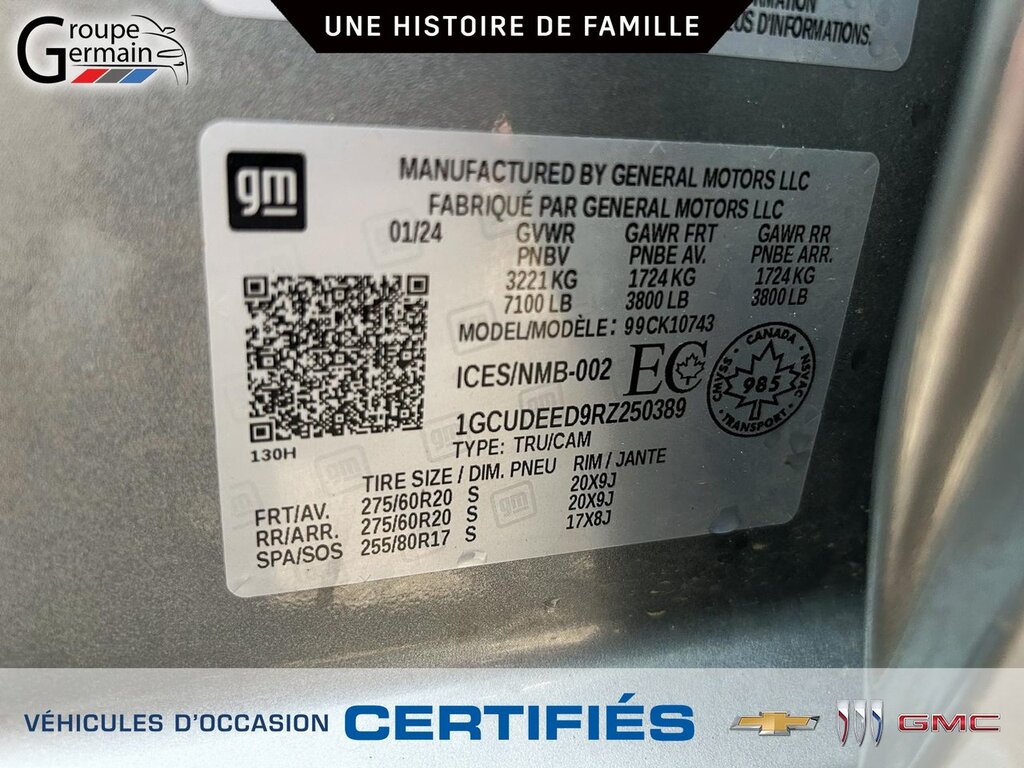 Groupe
Germain
UNE HISTOIRE DE FAMILLE
D'INFORMATIONS.
gm
MANUFACTURED BY GENERAL MOTORS LLC
FABRIQUÉ PAR GENERAL MOTORS LLC
01/24 GVWR GAWR FRT GAWR RR
PNBV PNBE AV. PNBE ARR.
3221 KG 1724 KG 1724 KG
7100 LB 3800 LB 3800 LB
MODEL/MODÈLE: 99CK10743
ICES/NMB-002 EC
CANADA
CMVSS 985 NSVAC
TRANSPORT
1GCUDEED9RZ250389
TYPE: TRU/CAM
130H
TIRE SIZE / DIM. PNEU RIM / JANTE
FRT/AV. 275/60R20 S 20X9J
RR/ARR. 275/60R20 S 20X9J
SPA/SOS 255/80R17 S 17X8J
gm
VÉHICULES D'OCCASION CERTIFIÉS GMC